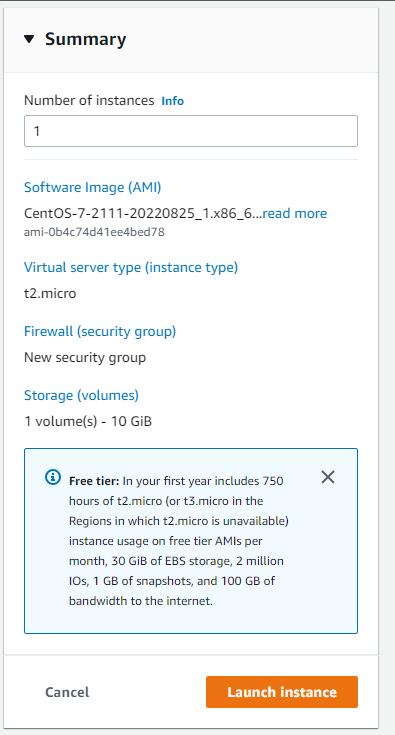 Summary
Number of instances Info
1
Software Image (AMI)
CentOS-7-2111-20220825_1.x86_6...read more
ami-0b4c74d41ee4bed78
Virtual server type (instance type)
t2.micro
Firewall (security group)
New security group
Storage (volumes)
1 volume(s) - 10 GiB
Free tier: In your first year includes 750
hours of t2.micro (or t3.micro in the
Regions in which t2.micro is unavailable)
instance usage on free tier AMIs per
month, 30 GiB of EBS storage, 2 million
IOs, 1 GB of snapshots, and 100 GB of
bandwidth to the internet.
Cancel Launch instance